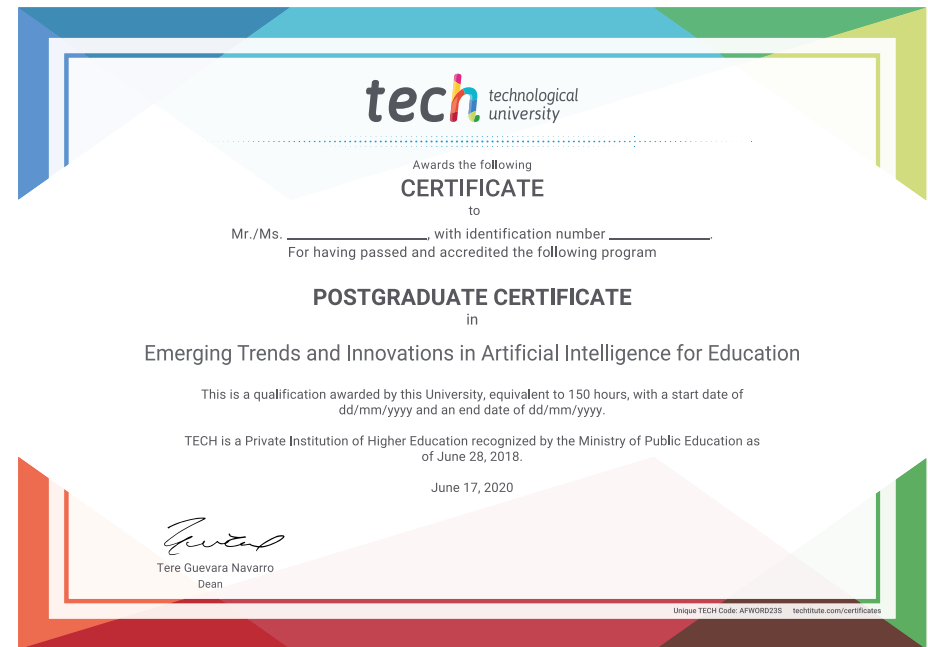 tech technological
university
Awards the following
CERTIFICATE
to
Mr./Ms. ____________________, with identification number ______________.
For having passed and accredited the following program
POSTGRADUATE CERTIFICATE
in
Emerging Trends and Innovations in Artificial Intelligence for Education
This is a qualification awarded by this University, equivalent to 150 hours, with a start date of
dd/mm/yyyy and an end date of dd/mm/yyyy.
TECH is a Private Institution of Higher Education recognized by the Ministry of Public Education as
of June 28, 2018.
June 17, 2020
Tere Guevara Navarro
Dean
Unique TECH Code: AFWORD23S techtitute.com/certificates